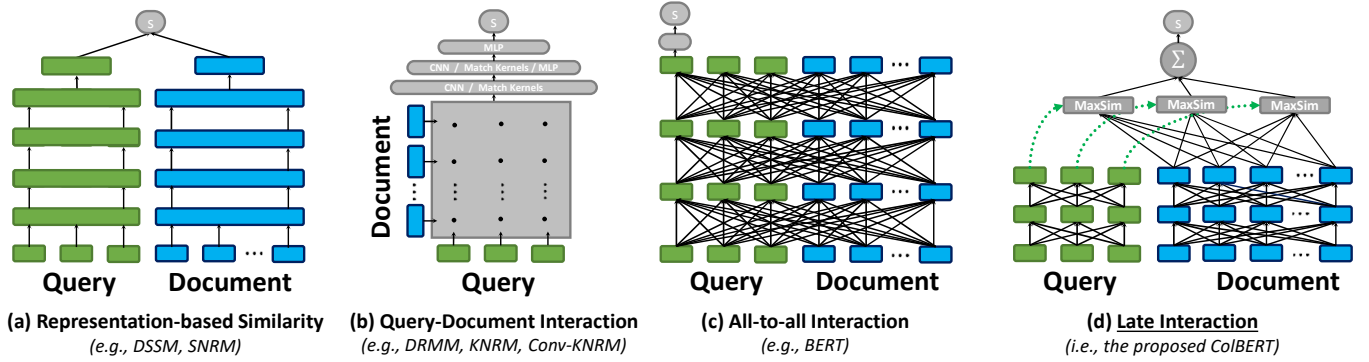 S
Query Document
(a) Representation-based Similarity
(e.g., DSSM, SNRM)
S
MLP
CNN / Match Kernels / MLP
CNN / Match Kernels
Document
Query
(b) Query-Document Interaction
(e.g., DRMM, KNRM, Conv-KNRM)
S
Query Document
(c) All-to-all Interaction
(e.g., BERT)
S
Σ
MaxSim MaxSim MaxSim
Query Document
(d) Late Interaction
(i.e., the proposed ColBERT)